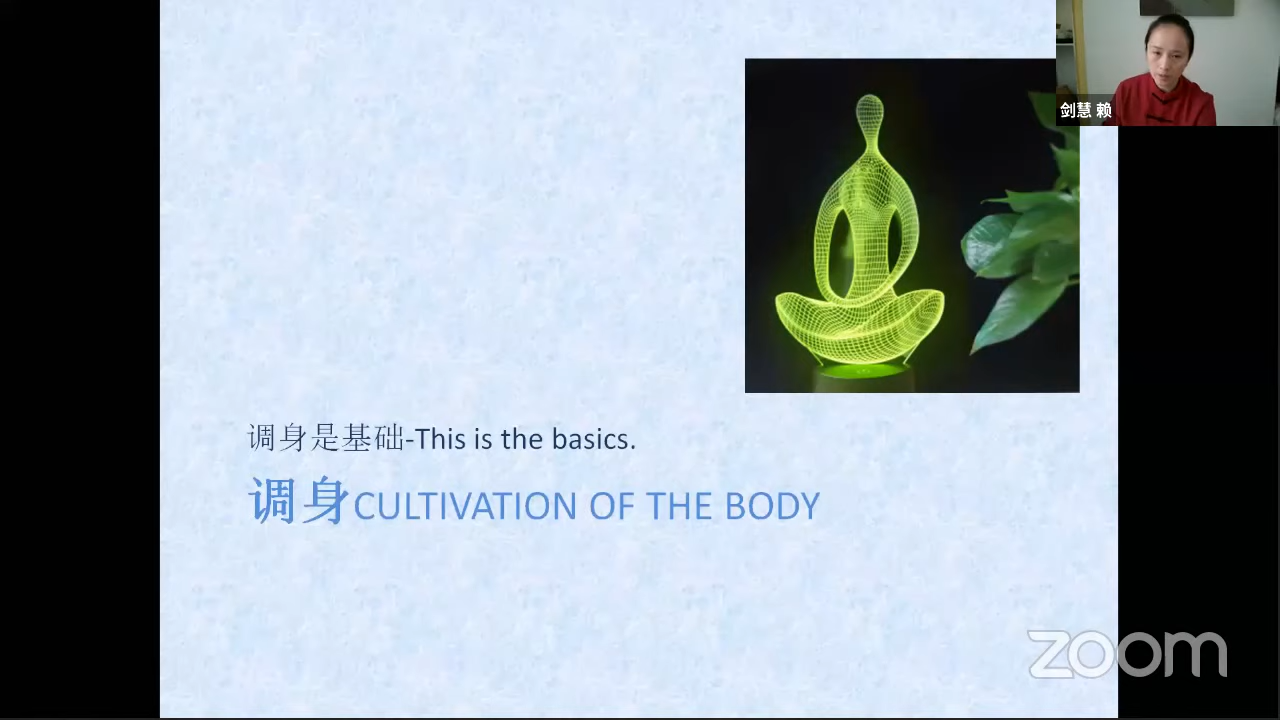 剑慧 赖
调身是基础-This is the basics.
调身CULTIVATION OF THE BODY
zoom